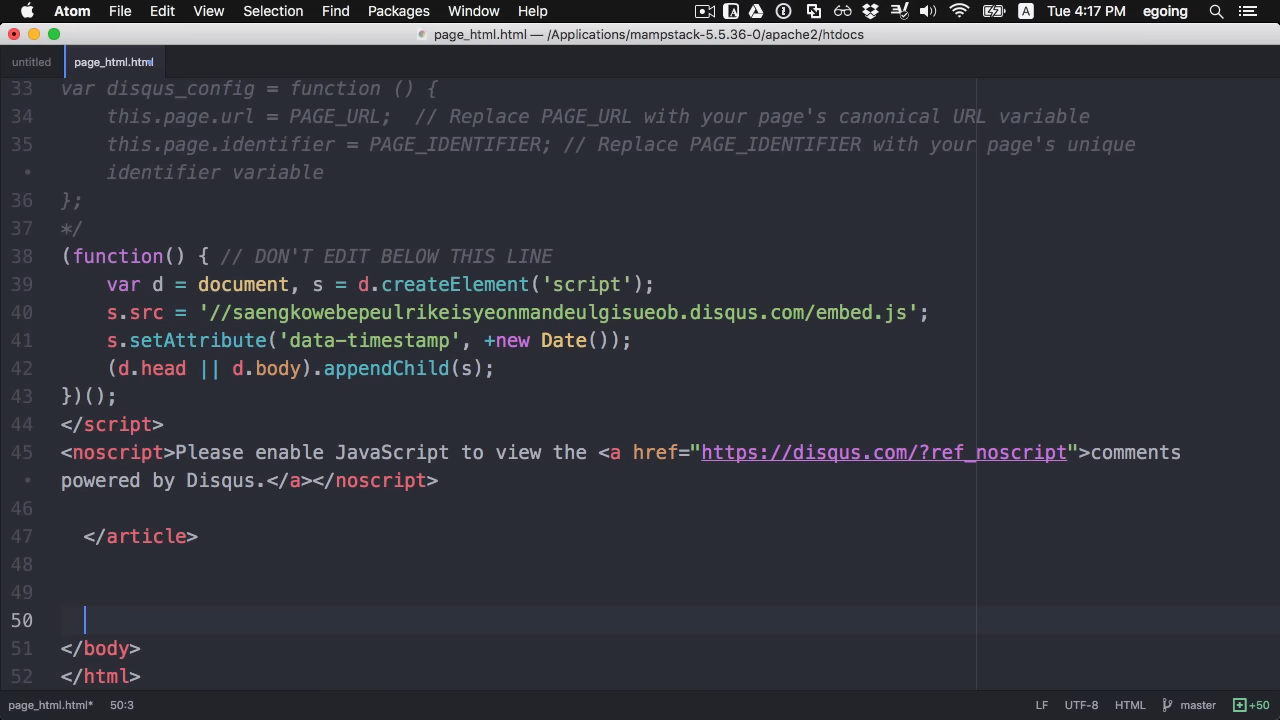 Atom File Edit View Selection Find Packages Window Help Tue 4:17 PM egoing
page_html.html — /Applications/mampstack-5.5.36-0/apache2/htdocs
untitled page_html.html
33 var disqus_config = function () {
34 this.page.url = PAGE_URL; // Replace PAGE_URL with your page's canonical URL variable
35 this.page.identifier = PAGE_IDENTIFIER; // Replace PAGE_IDENTIFIER with your page's unique
• identifier variable
36 };
37 */
38 (function() { // DON'T EDIT BELOW THIS LINE
39 var d = document, s = d.createElement('script');
40 s.src = '//saengkowebepeulrikeisyeonmandeulgisueob.disqus.com/embed.js';
41 s.setAttribute('data-timestamp', +new Date());
42 (d.head || d.body).appendChild(s);
43 })();
44 </script>
45 <noscript>Please enable JavaScript to view the <a href="https://disqus.com/?ref_noscript">comments
• powered by Disqus.</a></noscript>
46
47 </article>
48
49
50
51 </body>
52 </html>
page_html.html* 50:3 LF UTF-8 HTML master +50